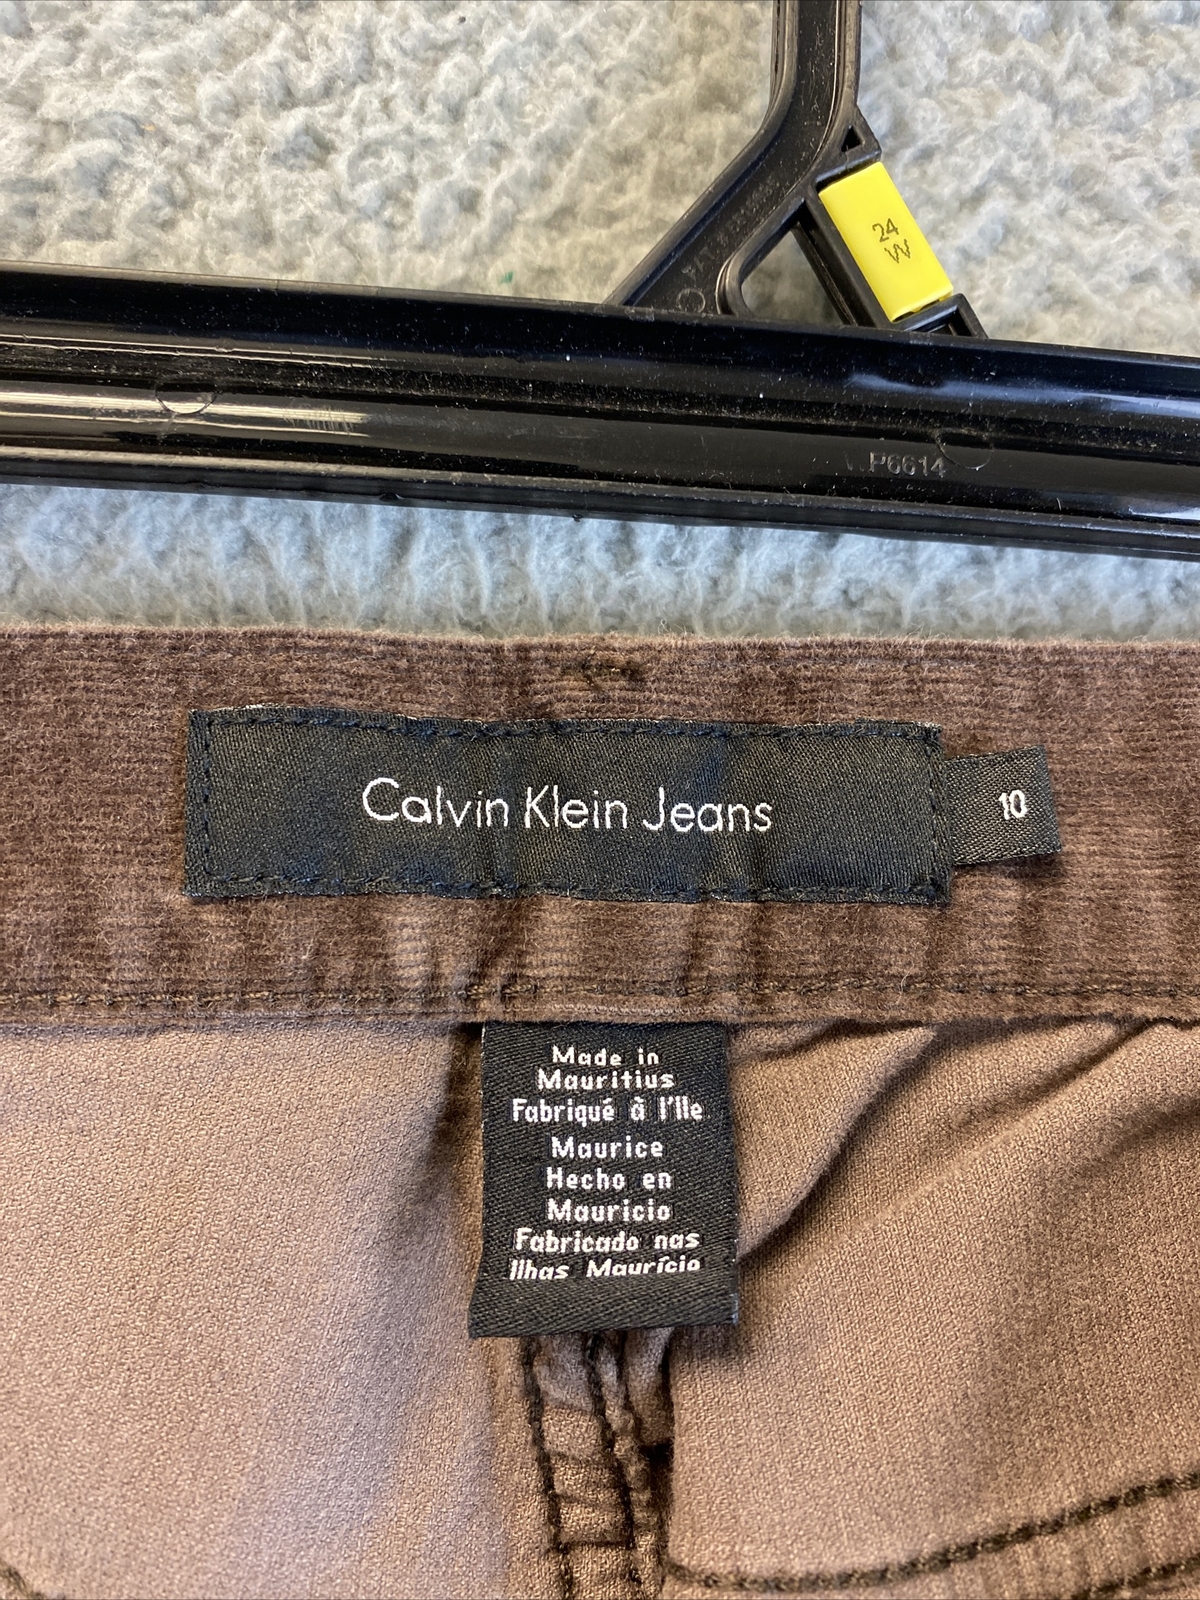 24
W
P6614
Calvin Klein Jeans
10
Made in
Mauritius
Fabriqué à l'Ile
Maurice
Hecho en
Mauricio
Fabricado nas
Ilhas Maurício